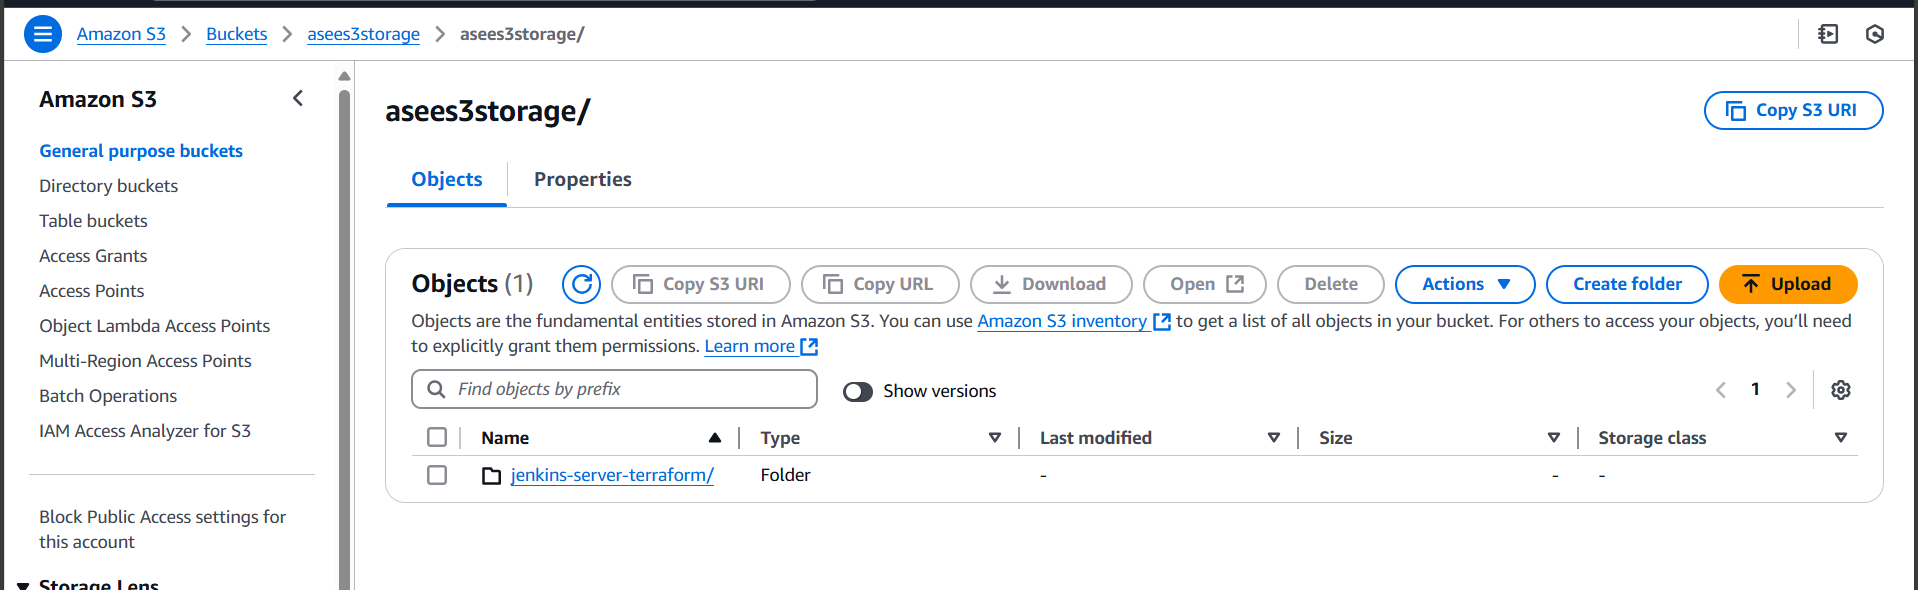 Amazon S3 > Buckets > asees3storage > asees3storage/
Amazon S3
General purpose buckets
Directory buckets
Table buckets
Access Grants
Access Points
Object Lambda Access Points
Multi-Region Access Points
Batch Operations
IAM Access Analyzer for S3
Block Public Access settings for
this account
Storage Lens
asees3storage/
Copy S3 URI
Objects
Properties
Objects (1)
Copy S3 URI
Copy URL
Download
Open
Delete
Actions
Create folder
Upload
Objects are the fundamental entities stored in Amazon S3. You can use Amazon S3 inventory to get a list of all objects in your bucket. For others to access your objects, you’ll need
to explicitly grant them permissions. Learn more
Find objects by prefix
Show versions
1
Name Type Last modified Size Storage class
jenkins-server-terraform/ Folder - - -